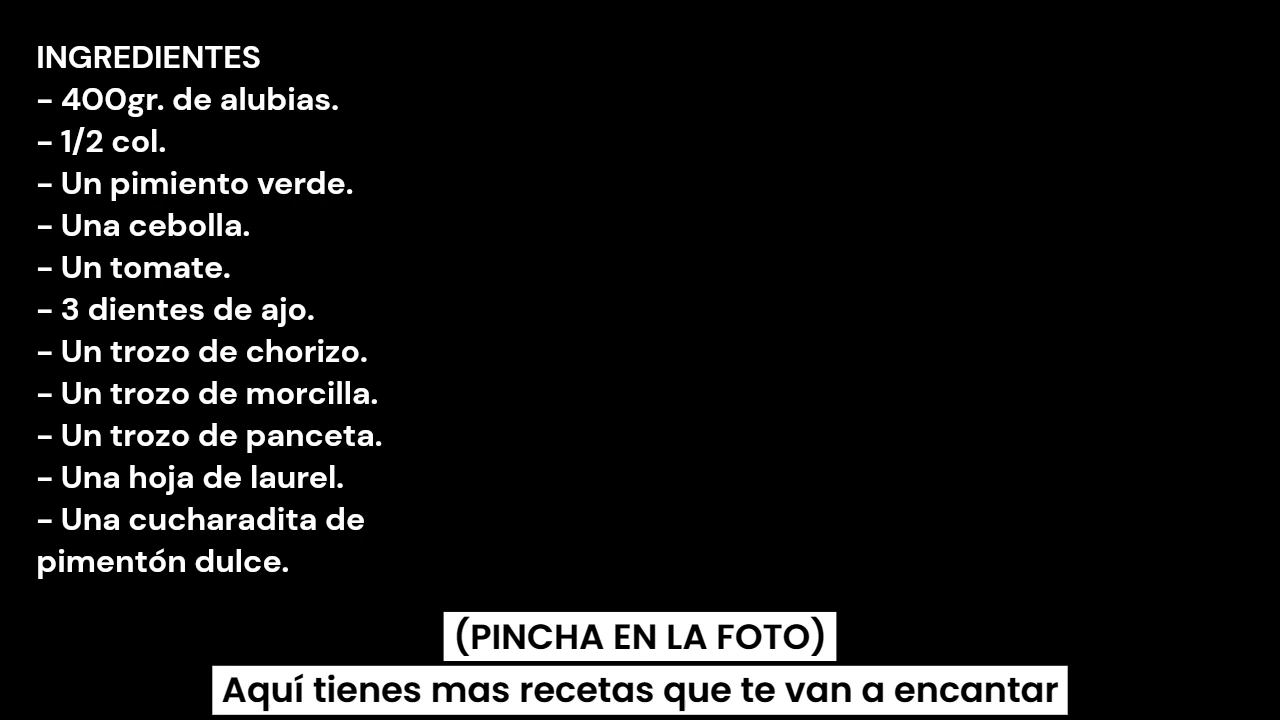 INGREDIENTES
- 400gr. de alubias.
- 1/2 col.
- Un pimiento verde.
- Una cebolla.
- Un tomate.
- 3 dientes de ajo.
- Un trozo de chorizo.
- Un trozo de morcilla.
- Un trozo de panceta.
- Una hoja de laurel.
- Una cucharadita de
pimentón dulce.
(PINCHA EN LA FOTO)
Aquí tienes mas recetas que te van a encantar